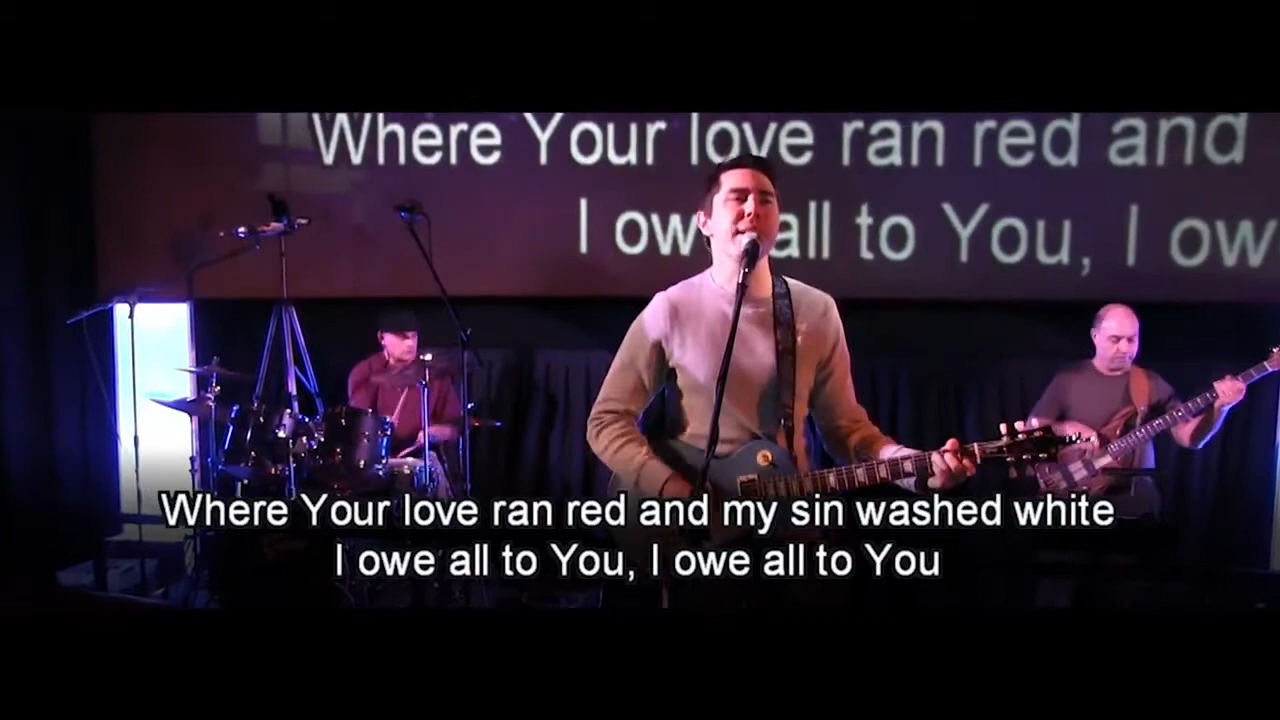 Where Your love ran red and
I ow all to You, I ow
Where Your love ran red and my sin washed white
I owe all to You, I owe all to You